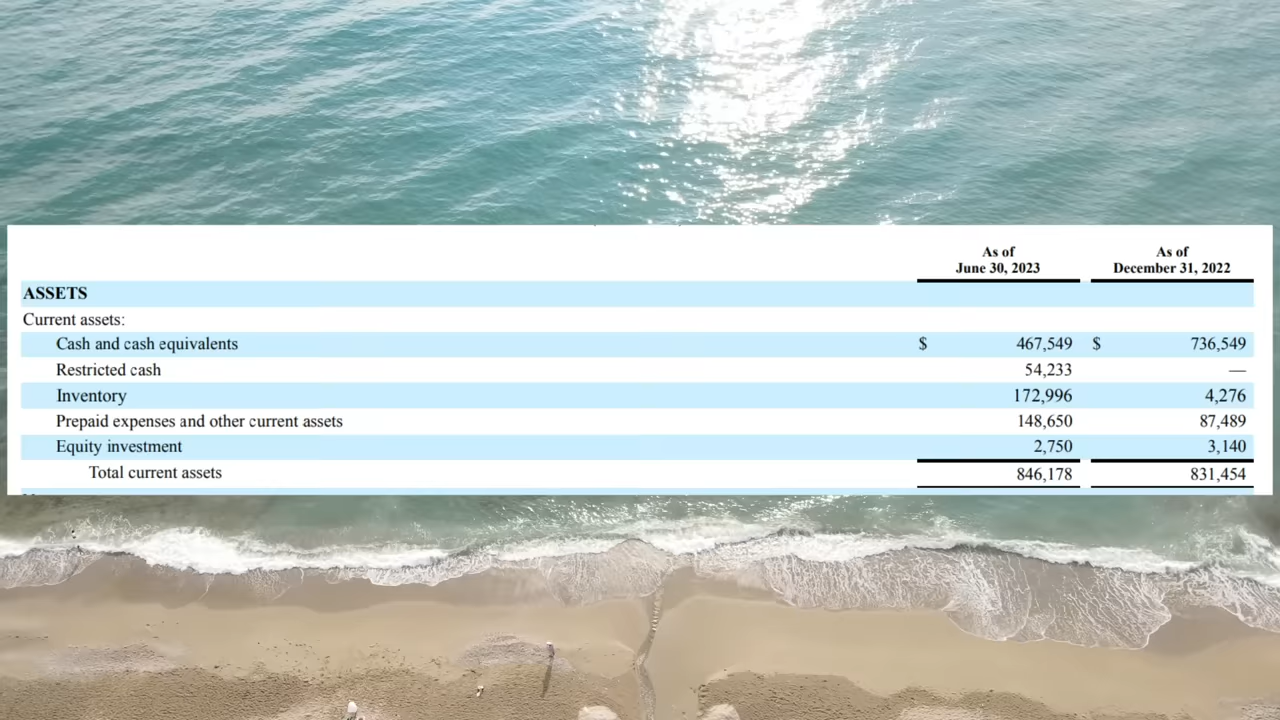 As of As of
June 30, 2023 December 31, 2022
ASSETS
Current assets:
Cash and cash equivalents $ 467,549 $ 736,549
Restricted cash 54,233 —
Inventory 172,996 4,276
Prepaid expenses and other current assets 148,650 87,489
Equity investment 2,750 3,140
Total current assets 846,178 831,454